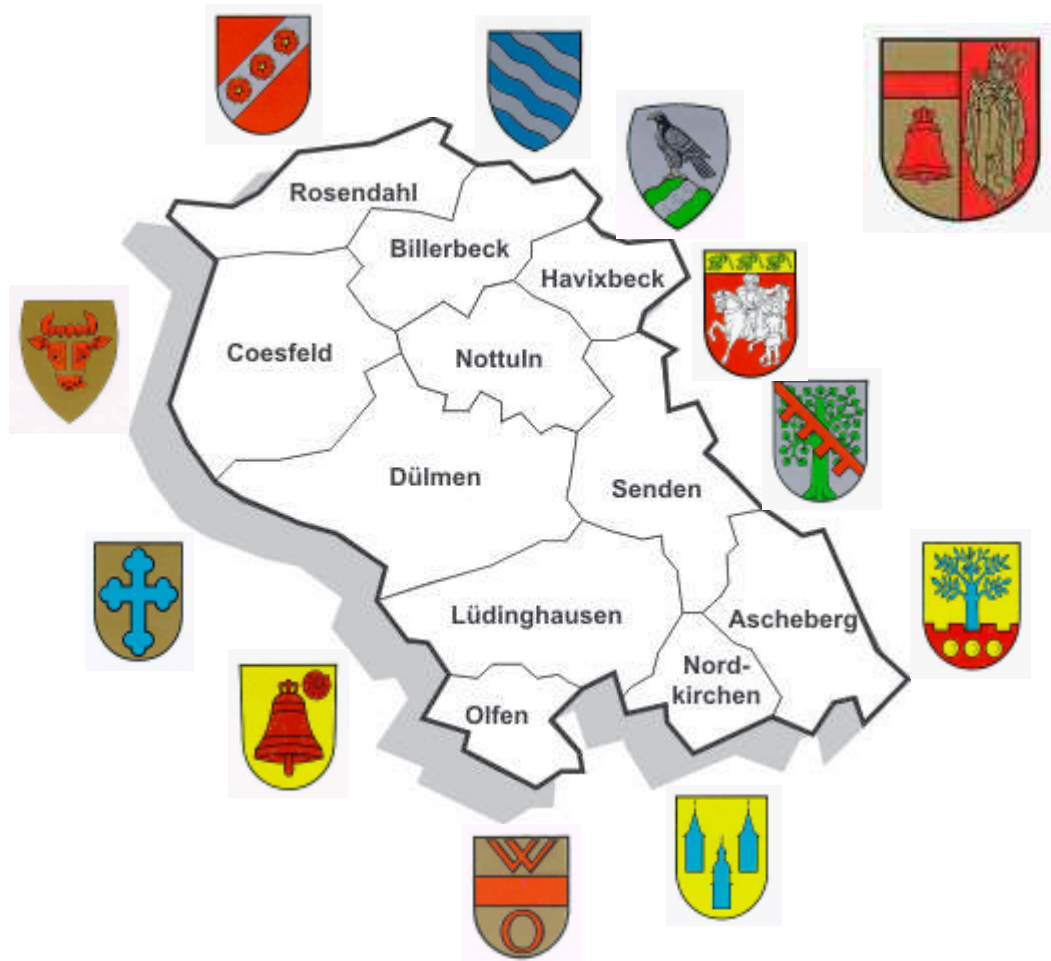 Rosendahl
Billerbeck
Havixbeck
Coesfeld
Nottuln
Dülmen
Senden
Lüdinghausen
Ascheberg
Nord-
kirchen
Olfen
W
O